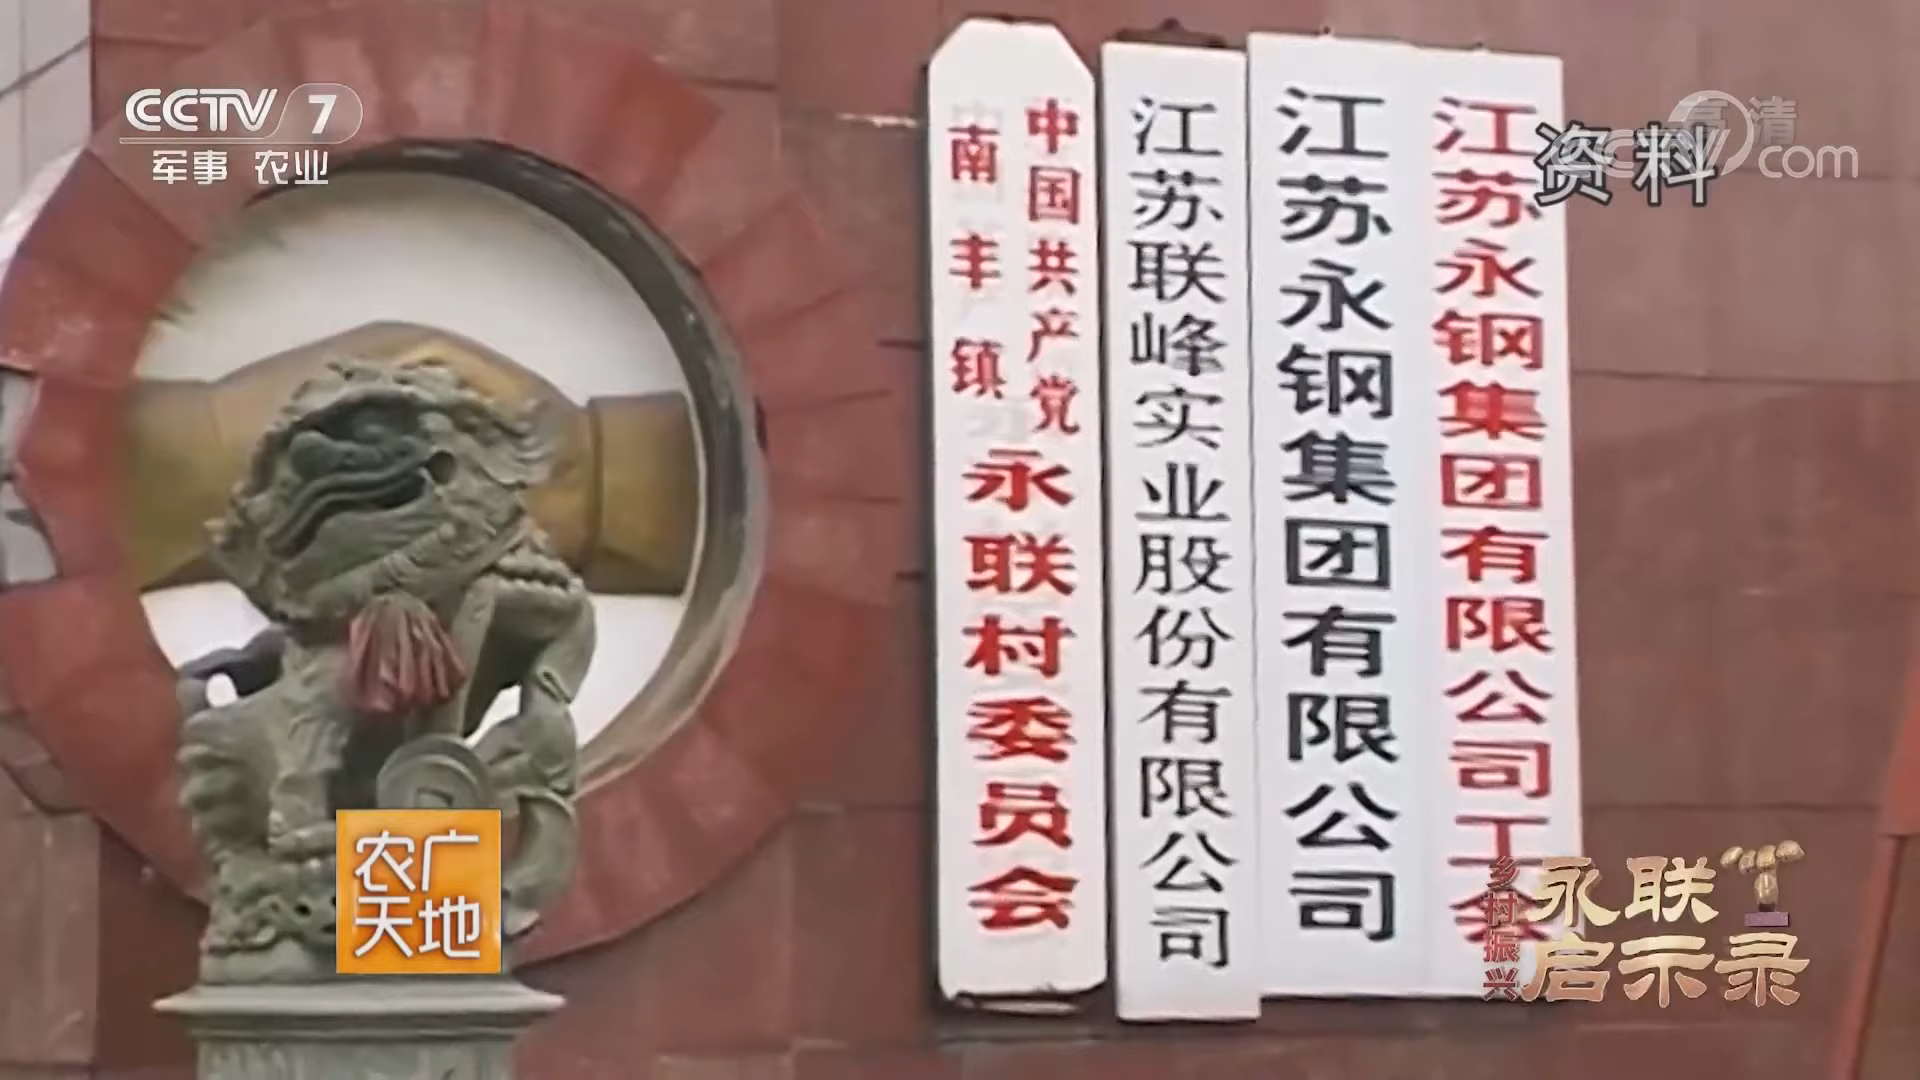 CCTV 7
军事 农业
高清
cctv.com
资料
中国共产党
南丰镇
永联村委员会
江苏联峰实业股份有限公司
江苏永钢集团有限公司
江苏永钢集团有限公司工会
农广
天地
乡村振兴
永联
启示录